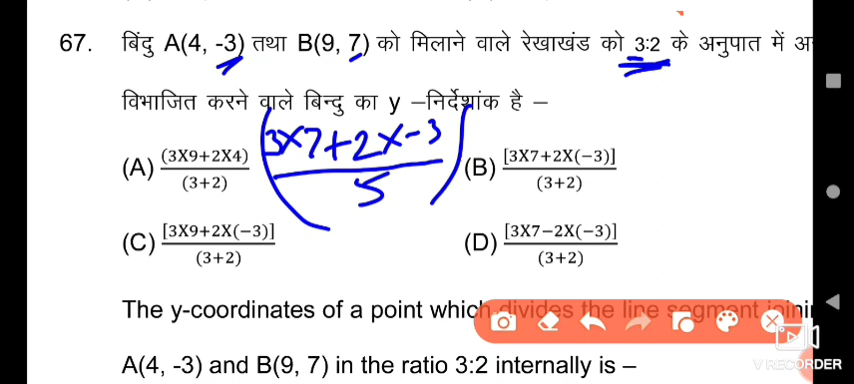 67. बिंदु A(4, -3) तथा B(9, 7) को मिलाने वाले रेखाखंड को 3:2 के अनुपात में
विभाजित करने वाले बिन्दु का y –निर्देशांक है –
(3X7+2X-3)/5
(A) (3X9+2X4)/(3+2) (B) [3X7+2X(−3)]/(3+2)
(C) [3X9+2X(−3)]/(3+2) (D) [3X7−2X(−3)]/(3+2)
The y-coordinates of a point which divides the line segment joini
A(4, -3) and B(9, 7) in the ratio 3:2 internally is –
V RECORDER